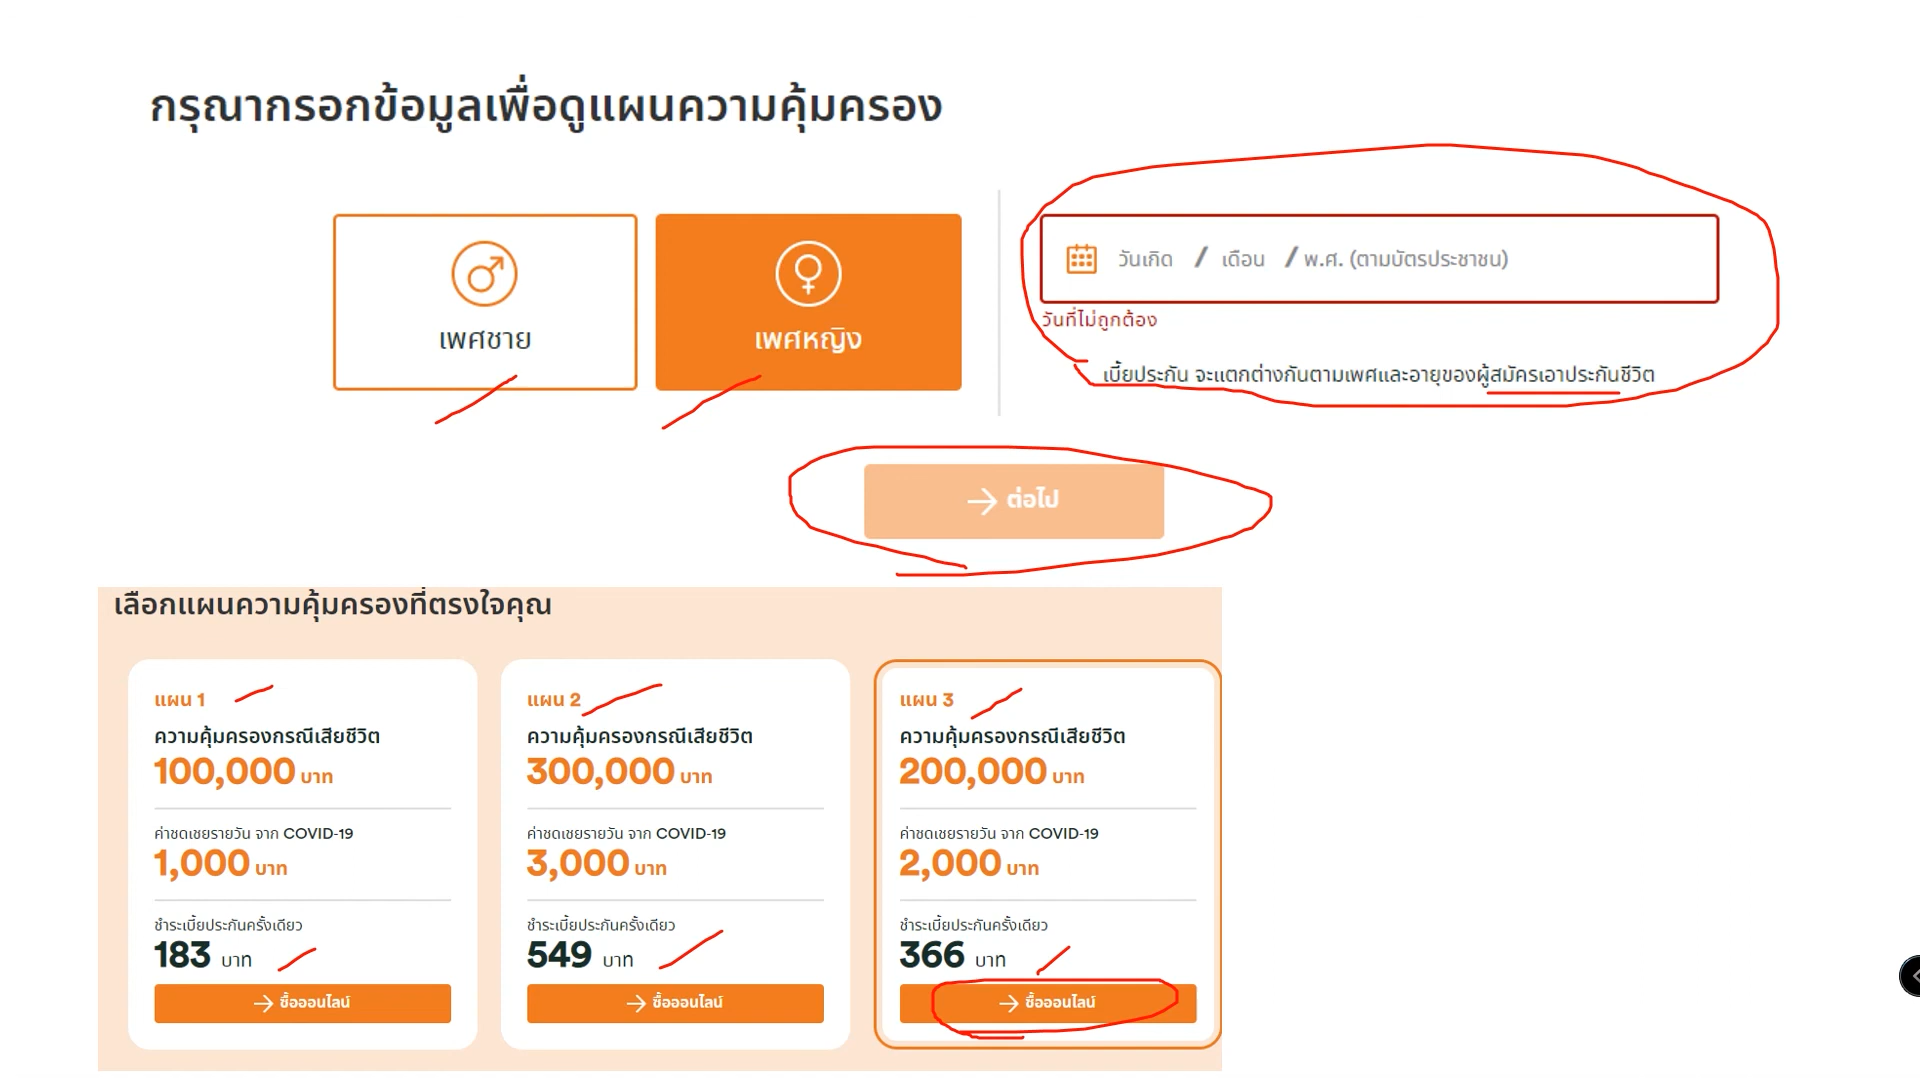 กรุณากรอกข้อมูลเพื่อดูแผนความคุ้มครอง
เพศชาย
เพศหญิง
วันเกิด / เดือน / พ.ศ. (ตามบัตรประชาชน)
วันที่ไม่ถูกต้อง
เบี้ยประกัน จะแตกต่างกันตามเพศและอายุของผู้สมัครเอาประกันชีวิต
ต่อไป
เลือกแผนความคุ้มครองที่ตรงใจคุณ
แผน 1
ความคุ้มครองกรณีเสียชีวิต
100,000 บาท
ค่าชดเชยรายวัน จาก COVID-19
1,000 บาท
ชำระเบี้ยประกันครั้งเดียว
183 บาท
ซื้อออนไลน์
แผน 2
ความคุ้มครองกรณีเสียชีวิต
300,000 บาท
ค่าชดเชยรายวัน จาก COVID-19
3,000 บาท
ชำระเบี้ยประกันครั้งเดียว
549 บาท
ซื้อออนไลน์
แผน 3
ความคุ้มครองกรณีเสียชีวิต
200,000 บาท
ค่าชดเชยรายวัน จาก COVID-19
2,000 บาท
ชำระเบี้ยประกันครั้งเดียว
366 บาท
ซื้อออนไลน์